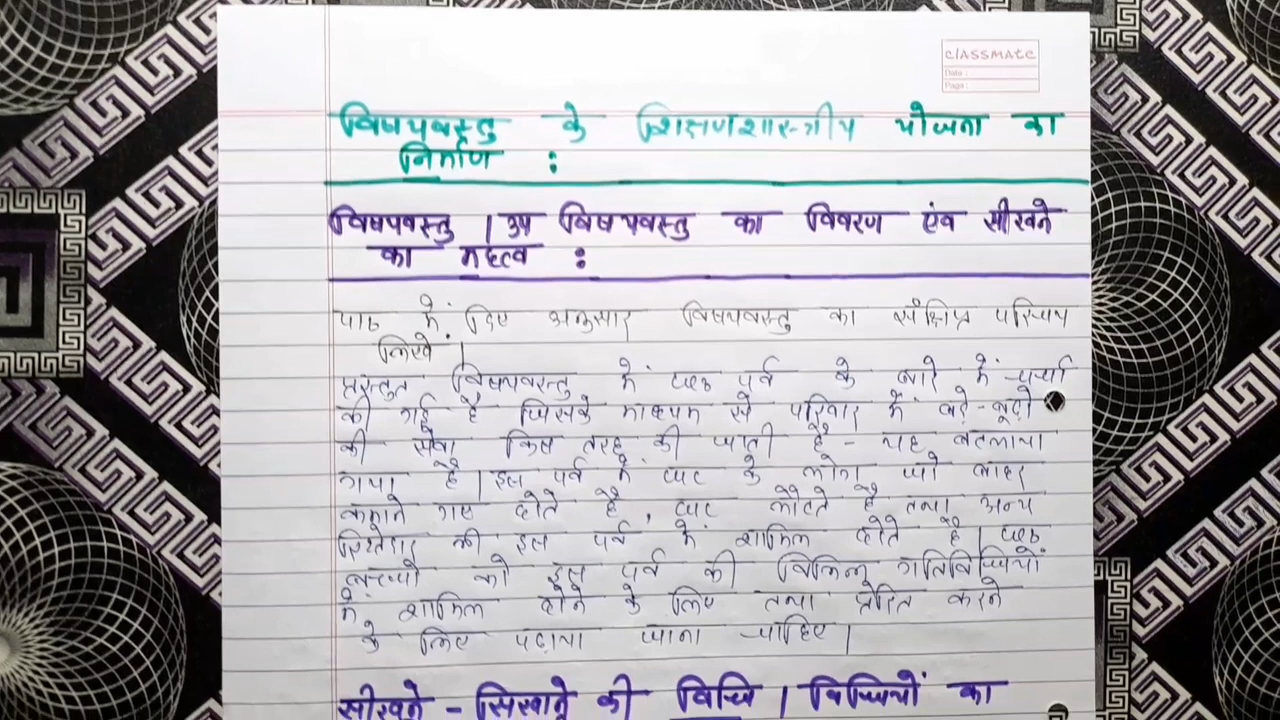 CLASSMATE
Date :
Page :
विषयवस्तु के शिक्षणशास्त्रीय योजना का
निर्माण :
विषयवस्तु / उप विषयवस्तु का विवरण एंव सीखने
का महत्व :
पाठ में दिए अनुसार विषयवस्तु का संक्षिप्त परिचय
लिखें।
प्रस्तुत विषयवस्तु में छठ पर्व के बारे में चर्चा
की गई है जिसके माध्यम से परिवार में बड़े-बूढ़ो
की सेवा किस तरह की जाती है - यह बतलाया
गया है। इस पर्व में घर के लोग जो बाहर
कमाने गए होते है, घर लौटते है तथा अन्य
रिश्तेदार भी इस पर्व में शामिल होते है।
बच्चो को इस पर्व की विभिन्न गतिविधियों
में शामिल होने के लिए तथा प्रेरित करने
के लिए पढ़ाया जाना चाहिए।
सीखने - सिखाने की विधि / विधियों का